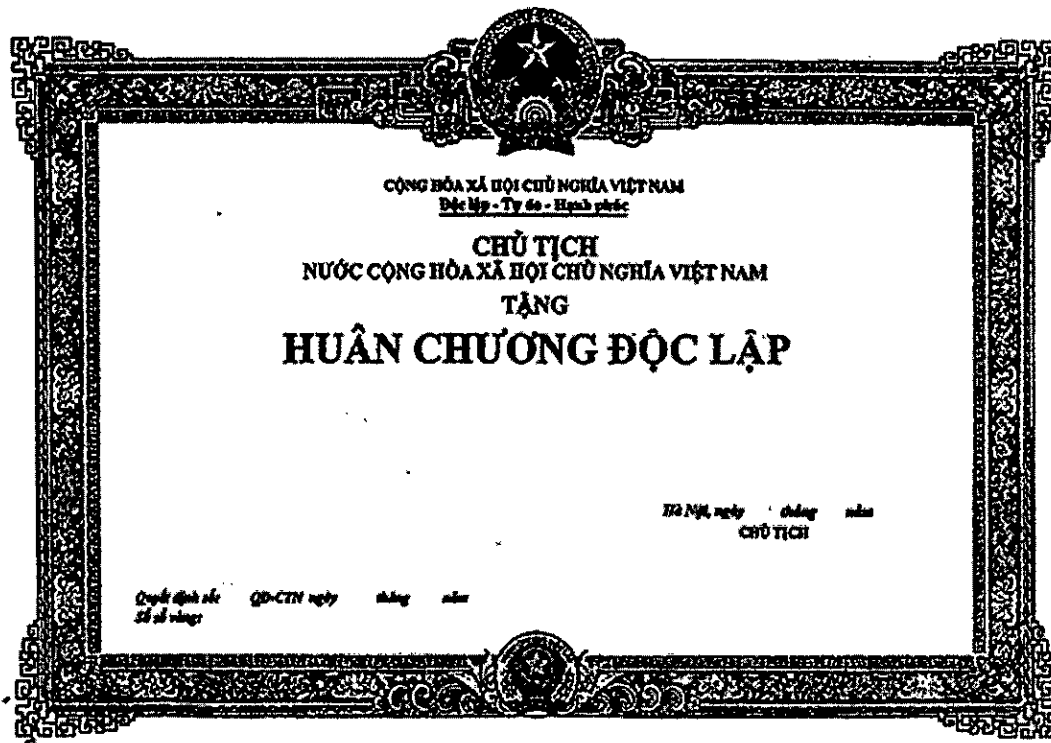 CỘNG HÒA XÃ HỘI CHỦ NGHĨA VIỆT NAM
Độc lập - Tự do - Hạnh phúc
CHỦ TỊCH
NƯỚC CỘNG HÒA XÃ HỘI CHỦ NGHĨA VIỆT NAM
TẶNG
HUÂN CHƯƠNG ĐỘC LẬP
Hà Nội, ngày tháng năm
CHỦ TỊCH
Quyết định số: QĐ-CTN ngày tháng năm
Số sổ vàng: